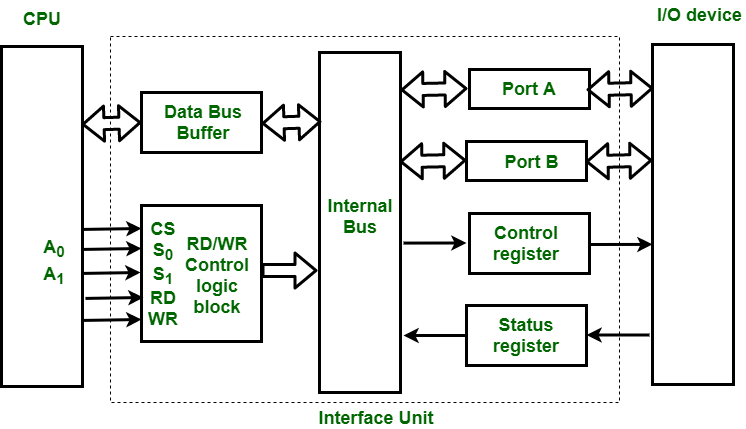 CPU
I/O device
Data Bus
Buffer
Internal
Bus
Port A
Port B
A0
A1
CS
S0
S1
RD
WR
RD/WR
Control
logic
block
Control
register
Status
register
Interface Unit